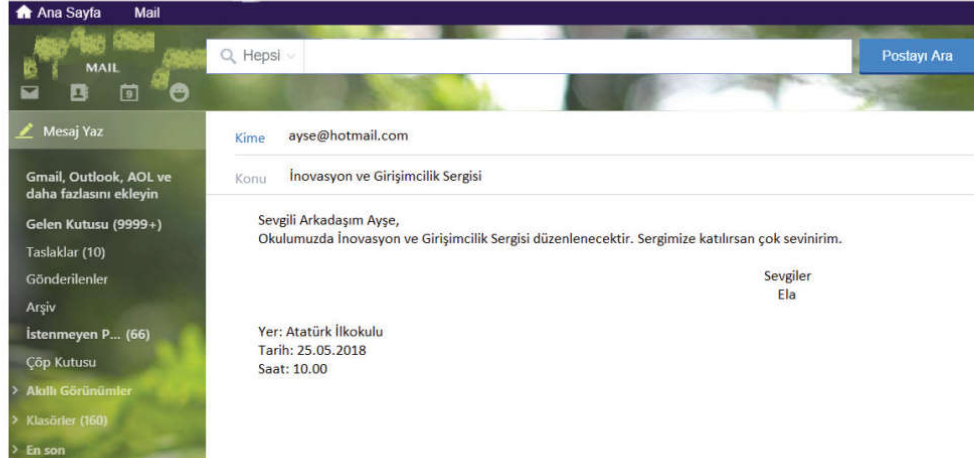 Ana Sayfa Mail
MAIL
Hepsi
Postayı Ara
9
Mesaj Yaz
Gmail, Outlook, AOL ve
daha fazlasını ekleyin
Gelen Kutusu (9999+)
Taslaklar (10)
Gönderilenler
Arşiv
İstenmeyen P... (66)
Çöp Kutusu
Akıllı Görünümler
Klasörler (160)
En son
Kime ayse@hotmail.com
Konu İnovasyon ve Girişimcilik Sergisi
Sevgili Arkadaşım Ayşe,
Okulumuzda İnovasyon ve Girişimcilik Sergisi düzenlenecektir. Sergimize katılırsan çok sevinirim.
Sevgiler
Ela
Yer: Atatürk İlkokulu
Tarih: 25.05.2018
Saat: 10.00